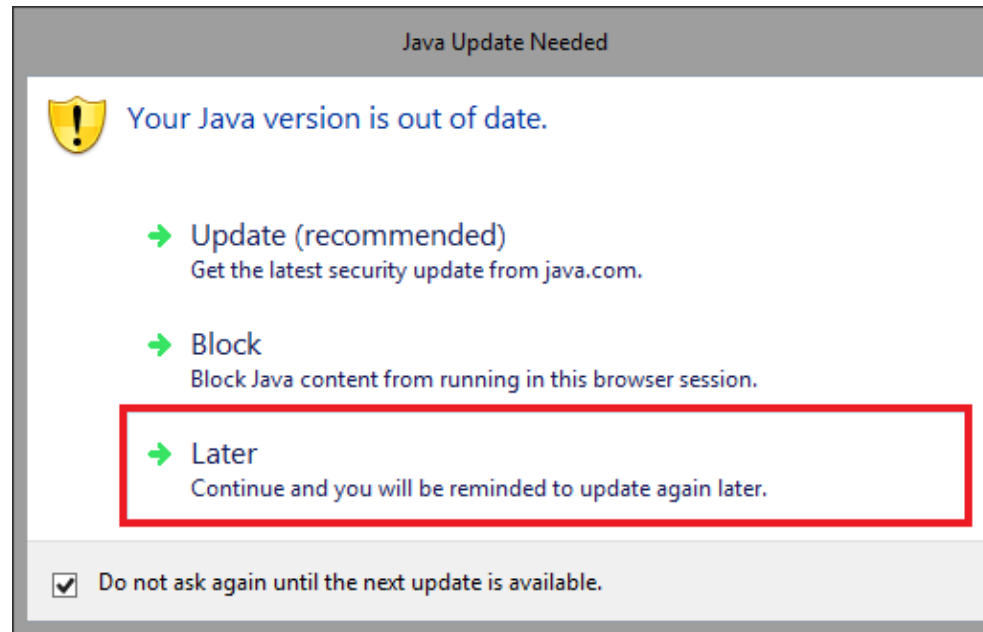 Java Update Needed
Your Java version is out of date.
Update (recommended)
Get the latest security update from java.com.
Block
Block Java content from running in this browser session.
Later
Continue and you will be reminded to update again later.
Do not ask again until the next update is available.